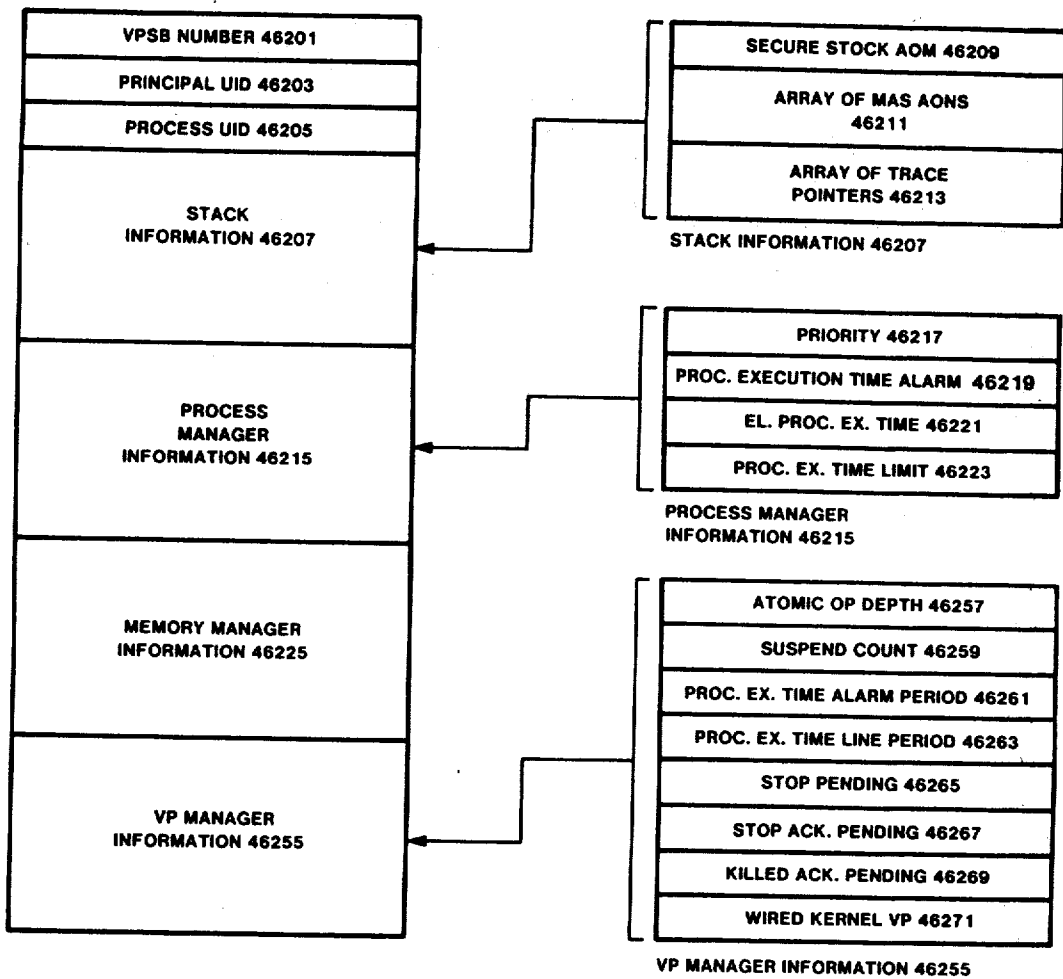 VPSB NUMBER 46201
PRINCIPAL UID 46203
PROCESS UID 46205
STACK
INFORMATION 46207
PROCESS
MANAGER
INFORMATION 46215
MEMORY MANAGER
INFORMATION 46225
VP MANAGER
INFORMATION 46255
SECURE STOCK AOM 46209
ARRAY OF MAS AONS
46211
ARRAY OF TRACE
POINTERS 46213
STACK INFORMATION 46207
PRIORITY 46217
PROC. EXECUTION TIME ALARM 46219
EL. PROC. EX. TIME 46221
PROC. EX. TIME LIMIT 46223
PROCESS MANAGER
INFORMATION 46215
ATOMIC OP DEPTH 46257
SUSPEND COUNT 46259
PROC. EX. TIME ALARM PERIOD 46261
PROC. EX. TIME LINE PERIOD 46263
STOP PENDING 46265
STOP ACK. PENDING 46267
KILLED ACK. PENDING 46269
WIRED KERNEL VP 46271
VP MANAGER INFORMATION 46255